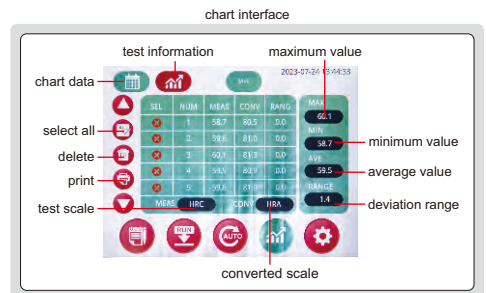 chart interface
test information
maximum value
chart data
SAVE
2023-07-24 13:44:33
SEL NUM MEAS CONV RANG
1 58.7 80.5 0.0
2 59.6 81.0 0.0
3 60.1 81.3 0.0
4 59.5 80.9 0.0
5 59.6 81.0 0.0
MEAS HRC CONV HRA
MAX
60.1
MIN
58.7
AVE
59.5
RANGE
1.4
select all
delete
print
test scale
minimum value
average value
deviation range
RUN
AUTO
converted scale